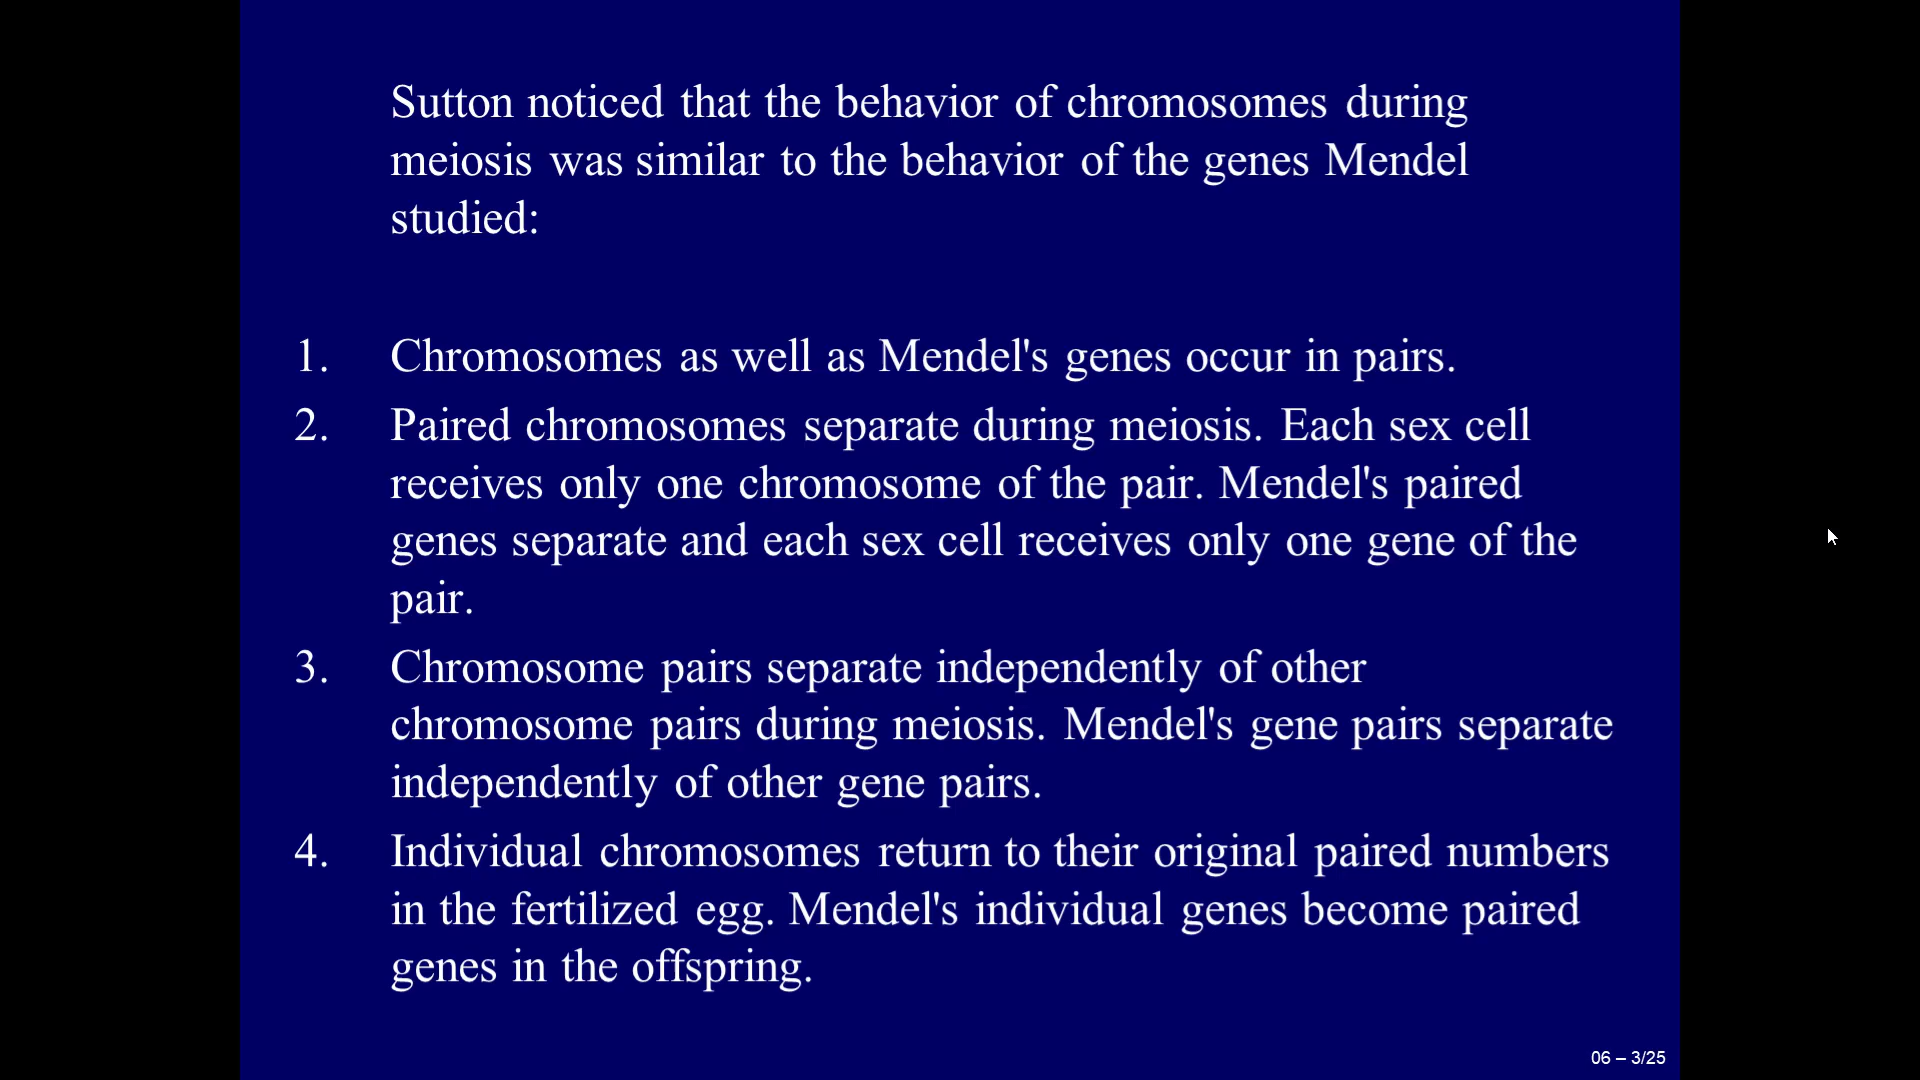 Sutton noticed that the behavior of chromosomes during
meiosis was similar to the behavior of the genes Mendel
studied:
1. Chromosomes as well as Mendel's genes occur in pairs.
2. Paired chromosomes separate during meiosis. Each sex cell
receives only one chromosome of the pair. Mendel's paired
genes separate and each sex cell receives only one gene of the
pair.
3. Chromosome pairs separate independently of other
chromosome pairs during meiosis. Mendel's gene pairs separate
independently of other gene pairs.
4. Individual chromosomes return to their original paired numbers
in the fertilized egg. Mendel's individual genes become paired
genes in the offspring.
06 – 3/25